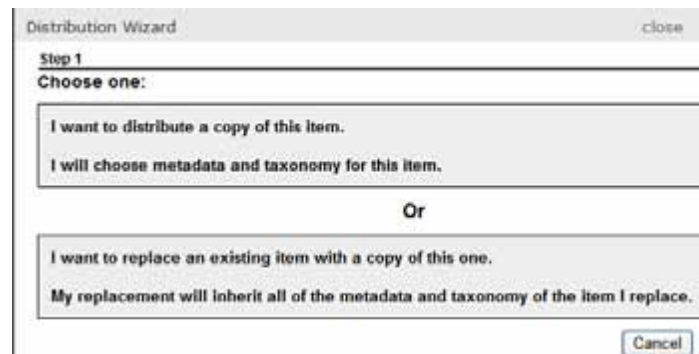 Distribution Wizard close
Step 1
Choose one:
I want to distribute a copy of this item.
I will choose metadata and taxonomy for this item.
Or
I want to replace an existing item with a copy of this one.
My replacement will inherit all of the metadata and taxonomy of the item I replace.
Cancel